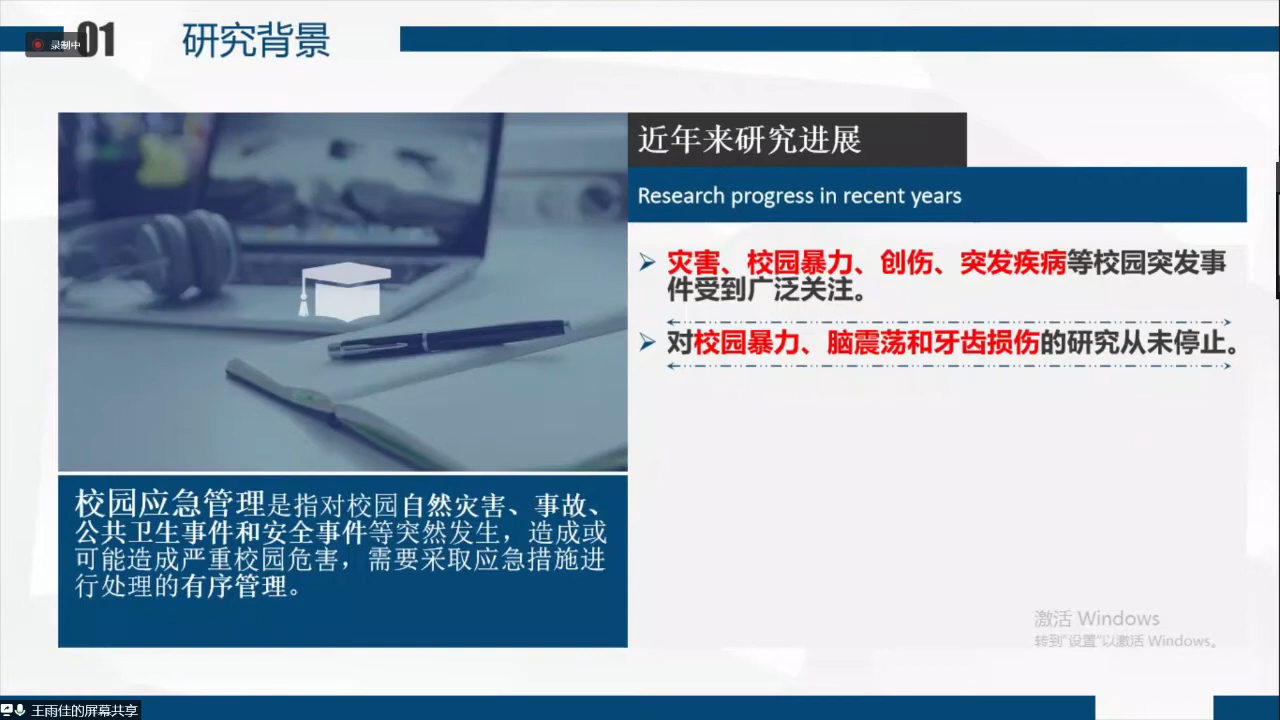 01
研究背景
录制中
近年来研究进展
Research progress in recent years
灾害、校园暴力、创伤、突发疾病等校园突发事
件受到广泛关注。
对校园暴力、脑震荡和牙齿损伤的研究从未停止。
校园应急管理是指对校园自然灾害、事故、
公共卫生事件和安全事件等突然发生，造成或
可能造成严重校园危害，需要采取应急措施进
行处理的有序管理。
激活 Windows
转到"设置"以激活 Windows。
王雨佳的屏幕共享